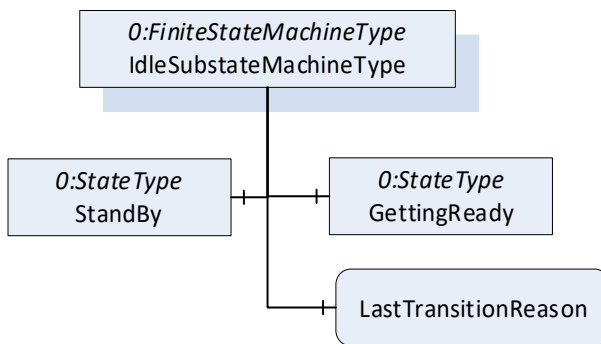 0:FiniteStateMachineType
IdleSubstateMachineType
0:StateType
StandBy
0:StateType
GettingReady
LastTransitionReason